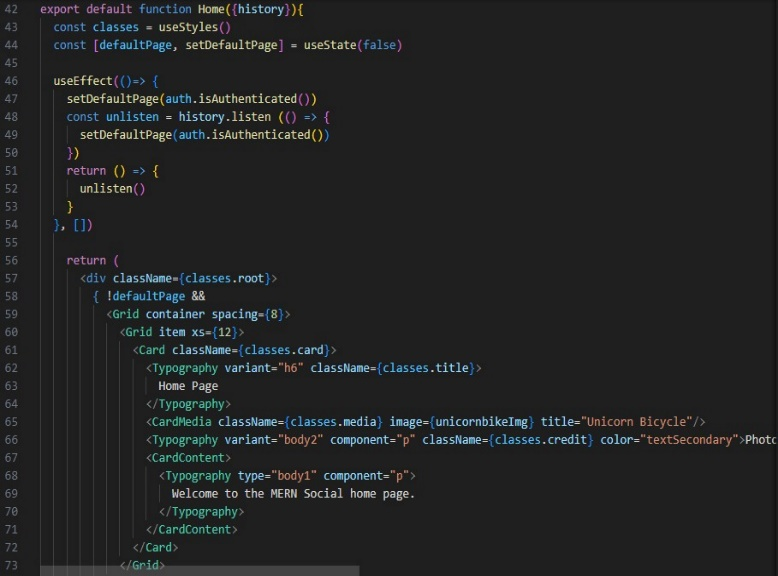 42 export default function Home({history}){
43 const classes = useStyles()
44 const [defaultPage, setDefaultPage] = useState(false)
45
46 useEffect(()=> {
47 setDefaultPage(auth.isAuthenticated())
48 const unlisten = history.listen (() => {
49 setDefaultPage(auth.isAuthenticated())
50 })
51 return () => {
52 unlisten()
53 }
54 }, [])
55
56 return (
57 <div className={classes.root}>
58 { !defaultPage &&
59 <Grid container spacing={8}>
60 <Grid item xs={12}>
61 <Card className={classes.card}>
62 <Typography variant="h6" className={classes.title}>
63 Home Page
64 </Typography>
65 <CardMedia className={classes.media} image={unicornbikeImg} title="Unicorn Bicycle"/>
66 <Typography variant="body2" component="p" className={classes.credit} color="textSecondary">Photo
67 <CardContent>
68 <Typography type="body1" component="p">
69 Welcome to the MERN Social home page.
70 </Typography>
71 </CardContent>
72 </Card>
73 </Grid>